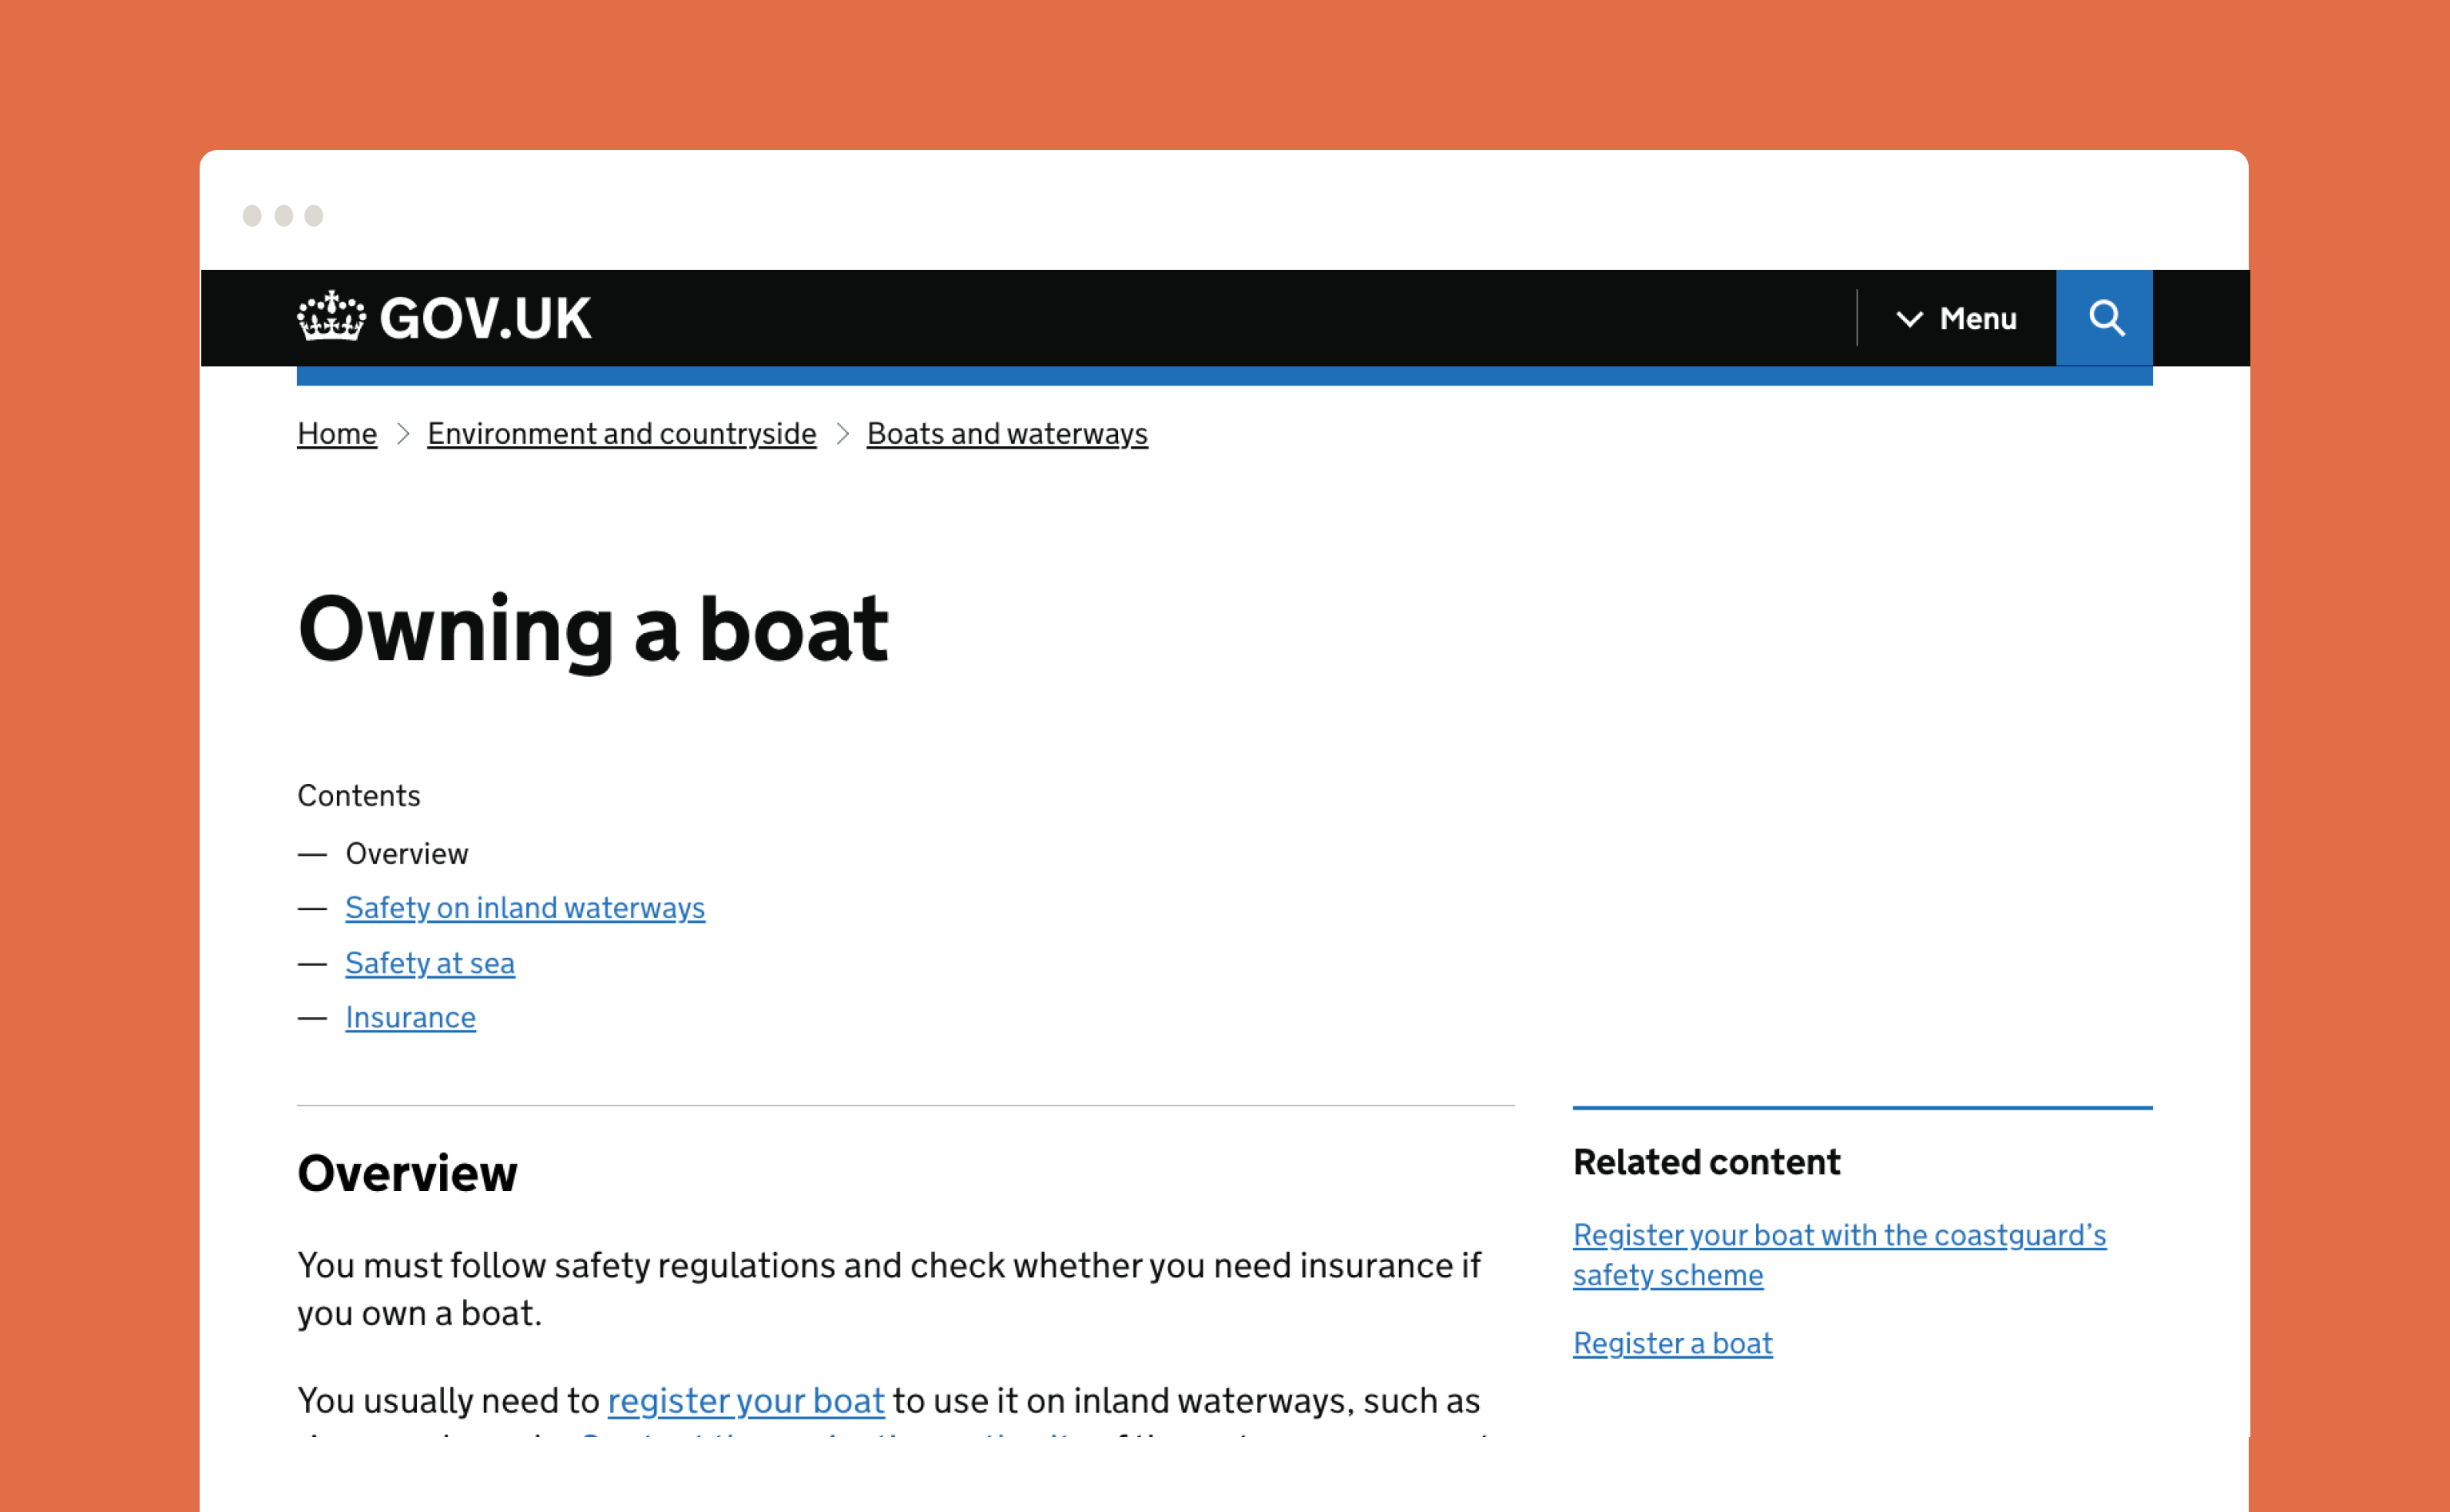 GOV.UK
Menu
Home > Environment and countryside > Boats and waterways
Owning a boat
Contents
— Overview
— Safety on inland waterways
— Safety at sea
— Insurance
Overview
You must follow safety regulations and check whether you need insurance if
you own a boat.
You usually need to register your boat to use it on inland waterways, such as
Related content
Register your boat with the coastguard’s
safety scheme
Register a boat